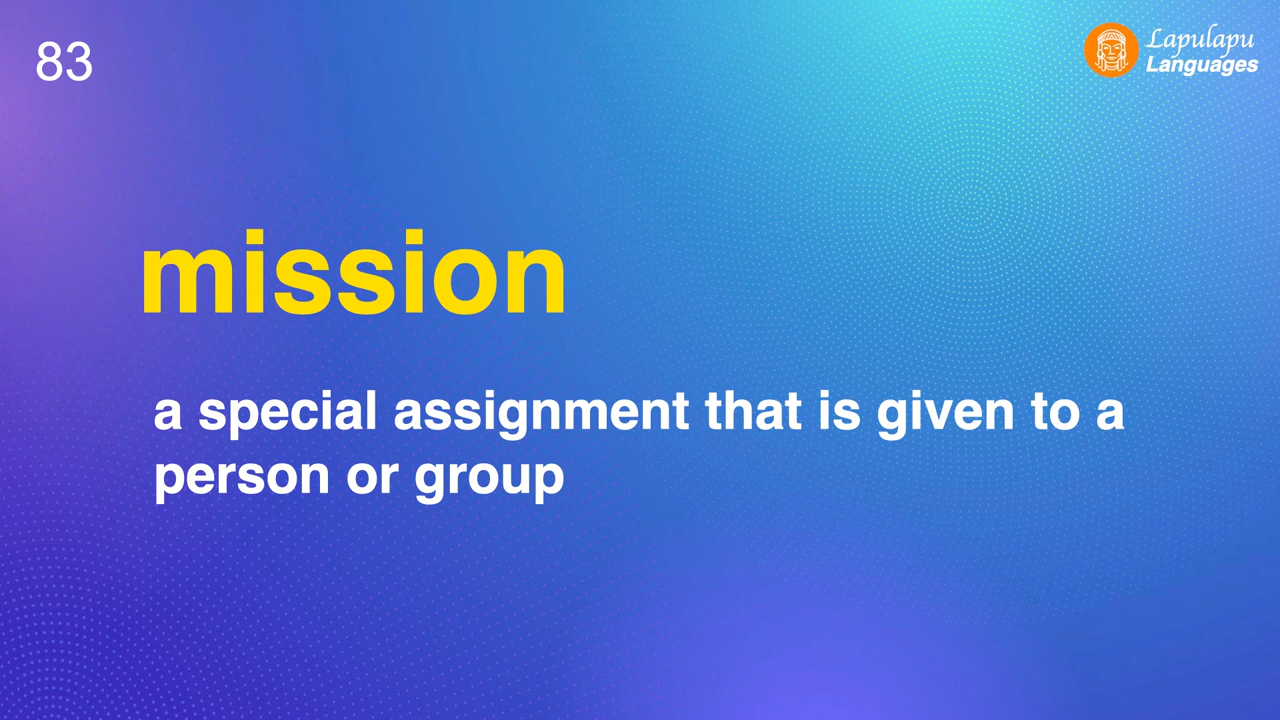 83
Lapulapu
Languages
mission
a special assignment that is given to a
person or group